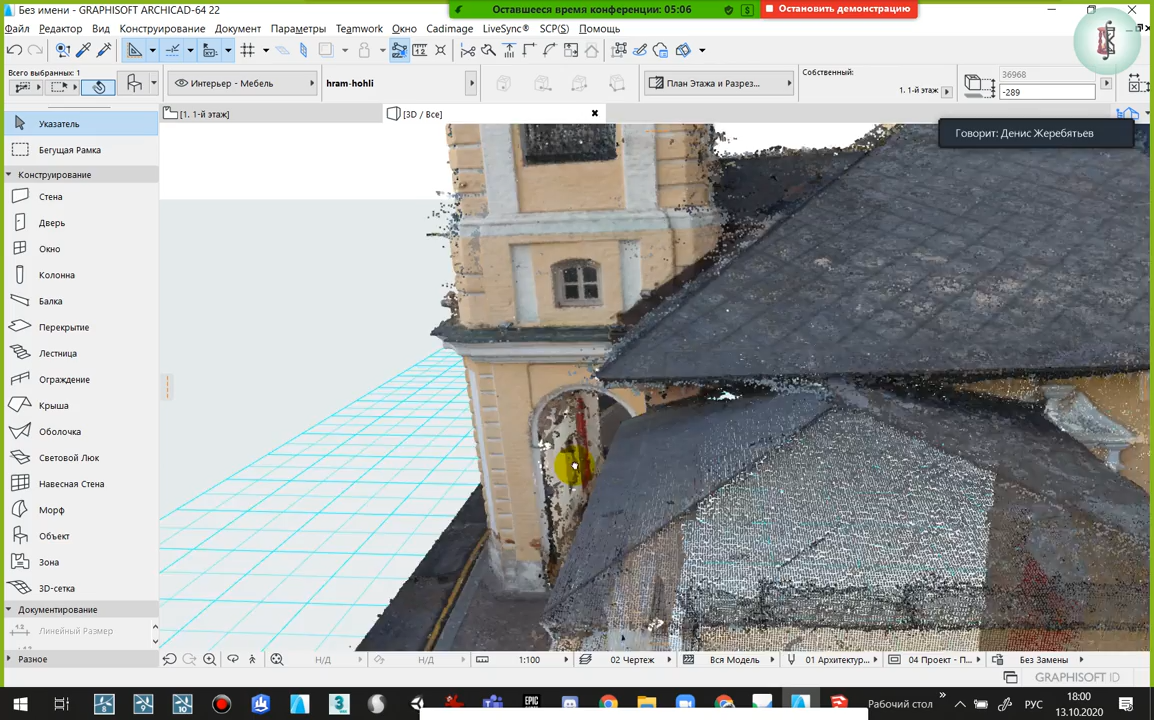 Без имени - GRAPHISOFT ARCHICAD-64 22
Оставшееся время конференции: 05:06
Остановить демонстрацию
Файл Редактор Вид Конструирование Документ Параметры Teamwork Окно Cadimage LiveSync® SCP(S) Помощь
Всего выбранных: 1
Интерьер - Мебель
hram-hohli
План Этажа и Разрез...
Собственный:
1. 1-й этаж
36968
-289
[1. 1-й этаж]
[3D / Все]
Говорит: Денис Жеребятьев
Указатель
Бегущая Рамка
Конструирование
Стена
Дверь
Окно
Колонна
Балка
Перекрытие
Лестница
Ограждение
Крыша
Оболочка
Световой Люк
Навесная Стена
Морф
Объект
Зона
3D-сетка
Документирование
Линейный Размер
Разное
Н/Д
Н/Д
1:100
02 Чертеж
Вся Модель
01 Архитектур...
04 Проект - П...
Без Замены
GRAPHISOFT ID
Рабочий стол
РУС
18:00
13.10.2020